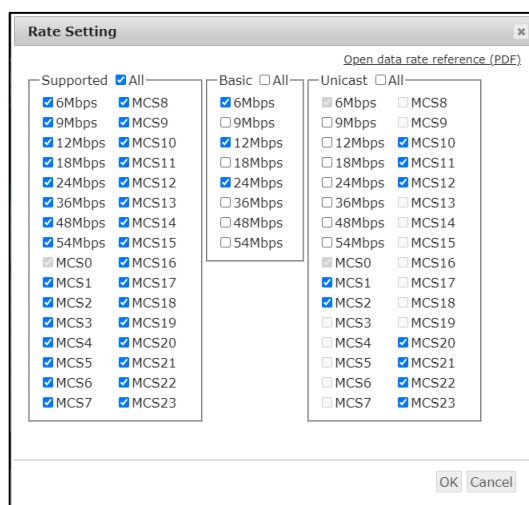 Rate Setting
Open data rate reference (PDF)
Supported All Basic All Unicast All
6Mbps MCS8 6Mbps 6Mbps MCS8
9Mbps MCS9 9Mbps 9Mbps MCS9
12Mbps MCS10 12Mbps 12Mbps MCS10
18Mbps MCS11 18Mbps 18Mbps MCS11
24Mbps MCS12 24Mbps 24Mbps MCS12
36Mbps MCS13 36Mbps 36Mbps MCS13
48Mbps MCS14 48Mbps 48Mbps MCS14
54Mbps MCS15 54Mbps 54Mbps MCS15
MCS0 MCS16 MCS0 MCS16
MCS1 MCS17 MCS1 MCS17
MCS2 MCS18 MCS2 MCS18
MCS3 MCS19 MCS3 MCS19
MCS4 MCS20 MCS4 MCS20
MCS5 MCS21 MCS5 MCS21
MCS6 MCS22 MCS6 MCS22
MCS7 MCS23 MCS7 MCS23
OK Cancel